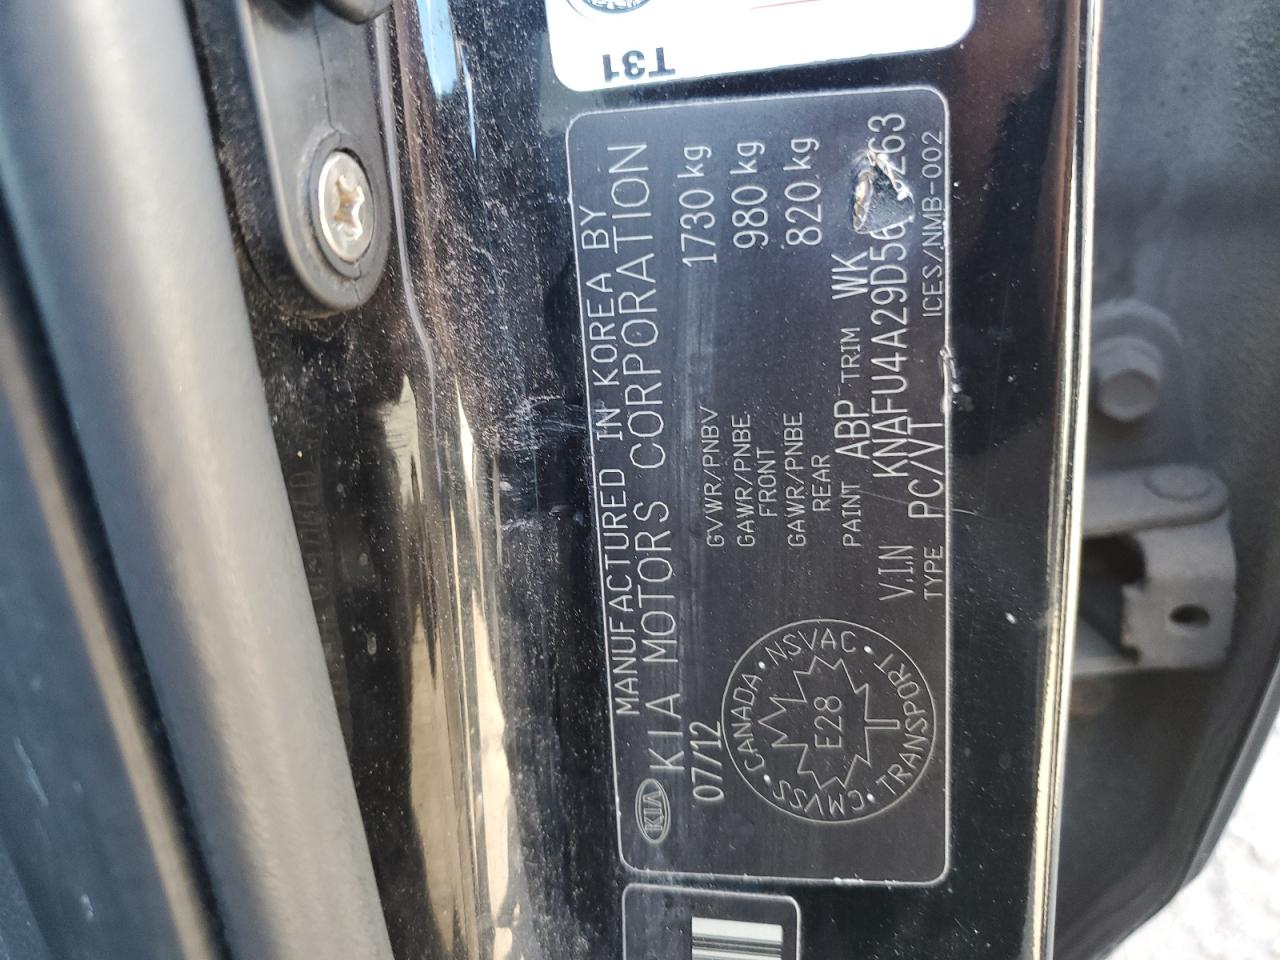 T31
KIA
MANUFACTURED IN KOREA BY
KIA MOTORS CORPORATION
07/12
GVWR/PNBV 1730 kg
GAWR/PNBE FRONT 980 kg
GAWR/PNBE REAR 820 kg
PAINT ABP TRIM WK
V.I.N
TYPE PC/VT ICES/NMB-002
CANADA · NSVAC · TRANSPORT · CMVSS
E28